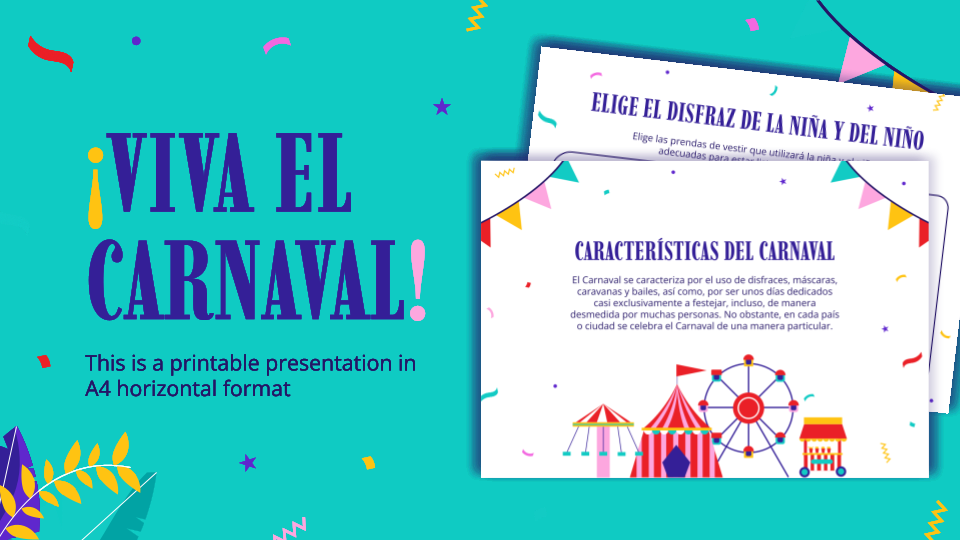 ¡VIVA EL
CARNAVAL!
This is a printable presentation in
A4 horizontal format
ELIGE EL DISFRAZ DE LA NIÑA Y DEL NIÑO
Elige las prendas de vestir que utilizará la niña y
adecuadas para estar
CARACTERÍSTICAS DEL CARNAVAL
El Carnaval se caracteriza por el uso de disfraces, máscaras,
caravanas y bailes, así como, por ser unos días dedicados
casi exclusivamente a festejar, incluso, de manera
desmedida por muchas personas. No obstante, en cada país
o ciudad se celebra el Carnaval de una manera particular.